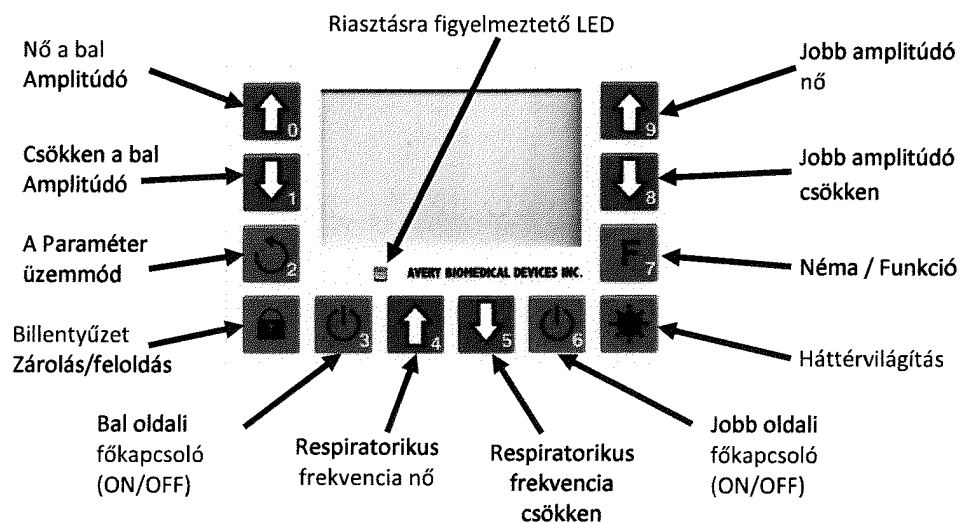 Riasztásra figyelmeztető LED
Nő a bal
Amplitúdó
Jobb amplitúdó
nő
0
9
Csökken a bal
Amplitúdó
Jobb amplitúdó
csökken
1
8
A Paraméter
üzemmód
2
F
7
Néma / Funkció
AVERY BIOMEDICAL DEVICES INC.
Billentyűzet
Zárolás/feloldás
3
4
5
6
Háttérvilágítás
Bal oldali
főkapcsoló
(ON/OFF)
Respiratorikus
frekvencia nő
Respiratorikus
frekvencia
csökken
Jobb oldali
főkapcsoló
(ON/OFF)